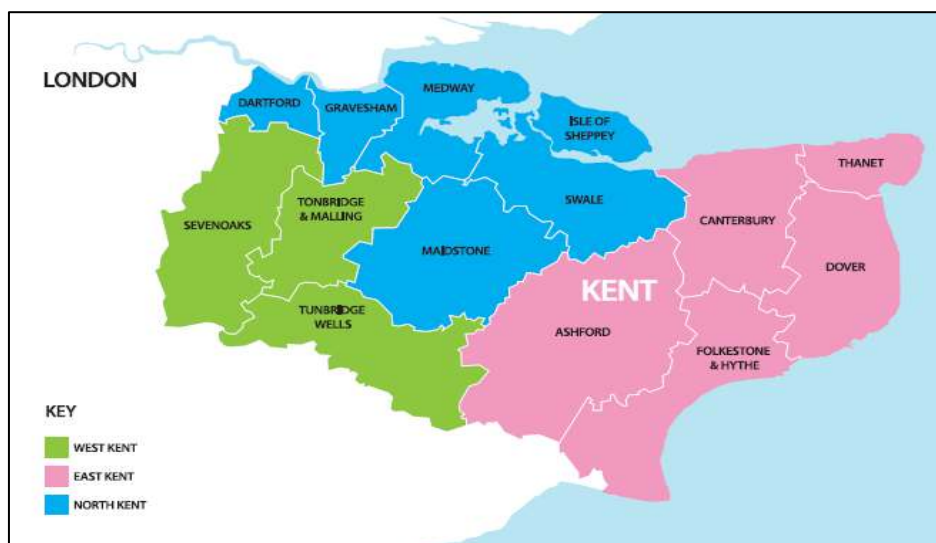 LONDON
DARTFORD
GRAVESHAM
MEDWAY
ISLE OF
SHEPPEY
THANET
SEVENOAKS
TONBRIDGE
& MALLING
MAIDSTONE
SWALE
CANTERBURY
DOVER
KENT
TUNBRIDGE
WELLS
ASHFORD
FOLKESTONE
& HYTHE
KEY
WEST KENT
EAST KENT
NORTH KENT